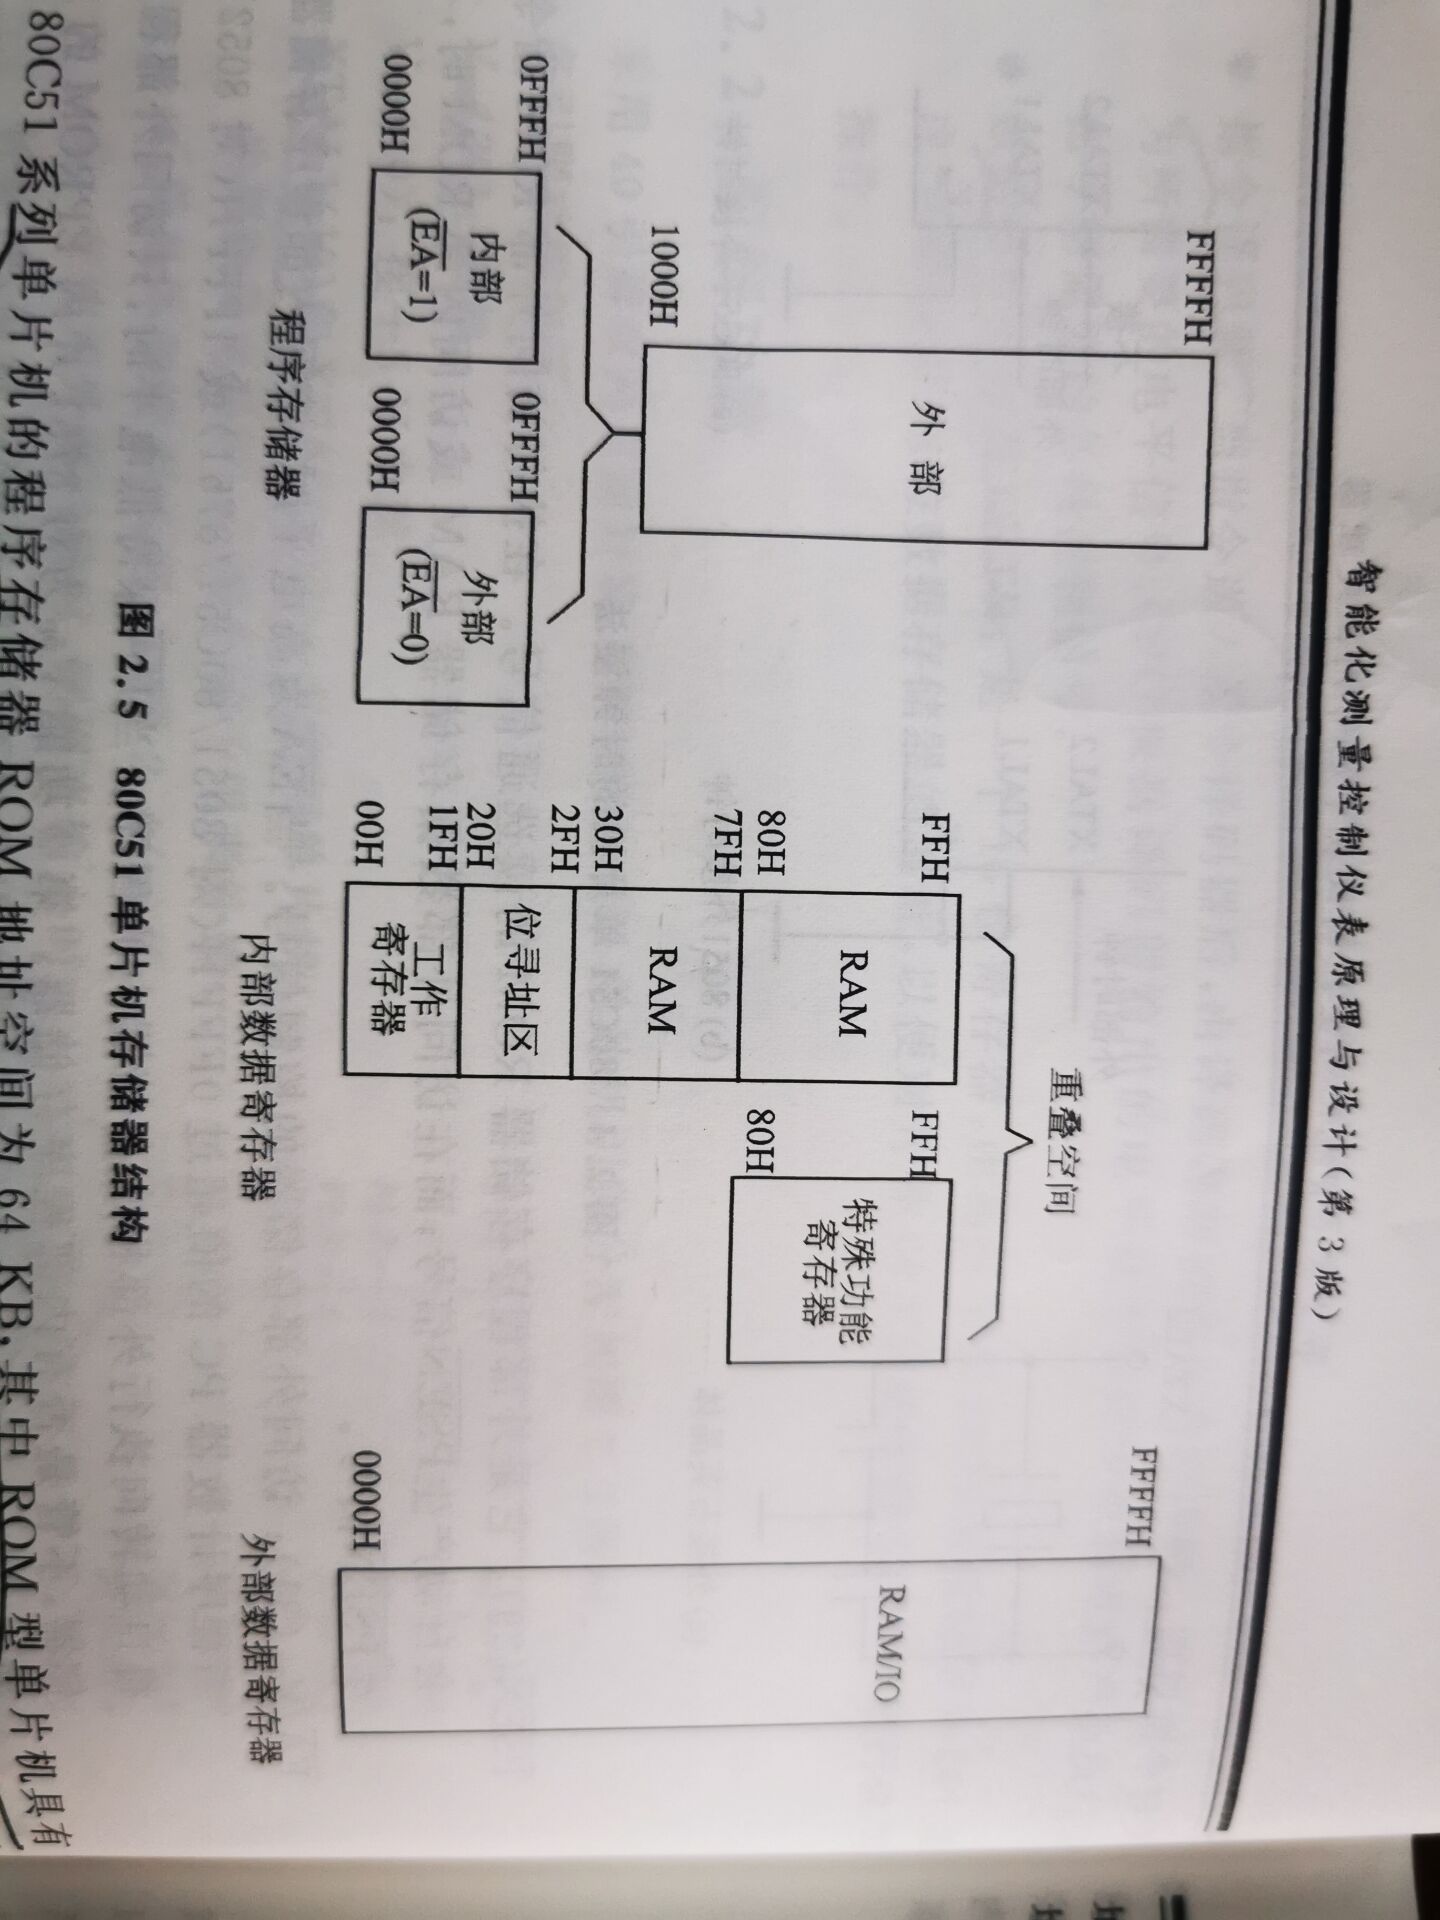 智能化测量控制仪表原理与设计(第3版)
FFFFH
外部
1000H
0FFFH
内部
(EA=1)
0000H
0FFFH
外部
(EA=0)
0000H
程序存储器
重叠空间
FFH
RAM
80H
7FH
RAM
30H
2FH
位寻址区
20H
1FH
工作
寄存器
00H
FFH
特殊功能
寄存器
80H
内部数据寄存器
FFFFH
RAM/IO
0000H
外部数据寄存器
图 2.5 80C51 单片机存储器结构
80C51 系列单片机的程序存储器 ROM 地址空间为 64 KB,其中 ROM 型单片机具有